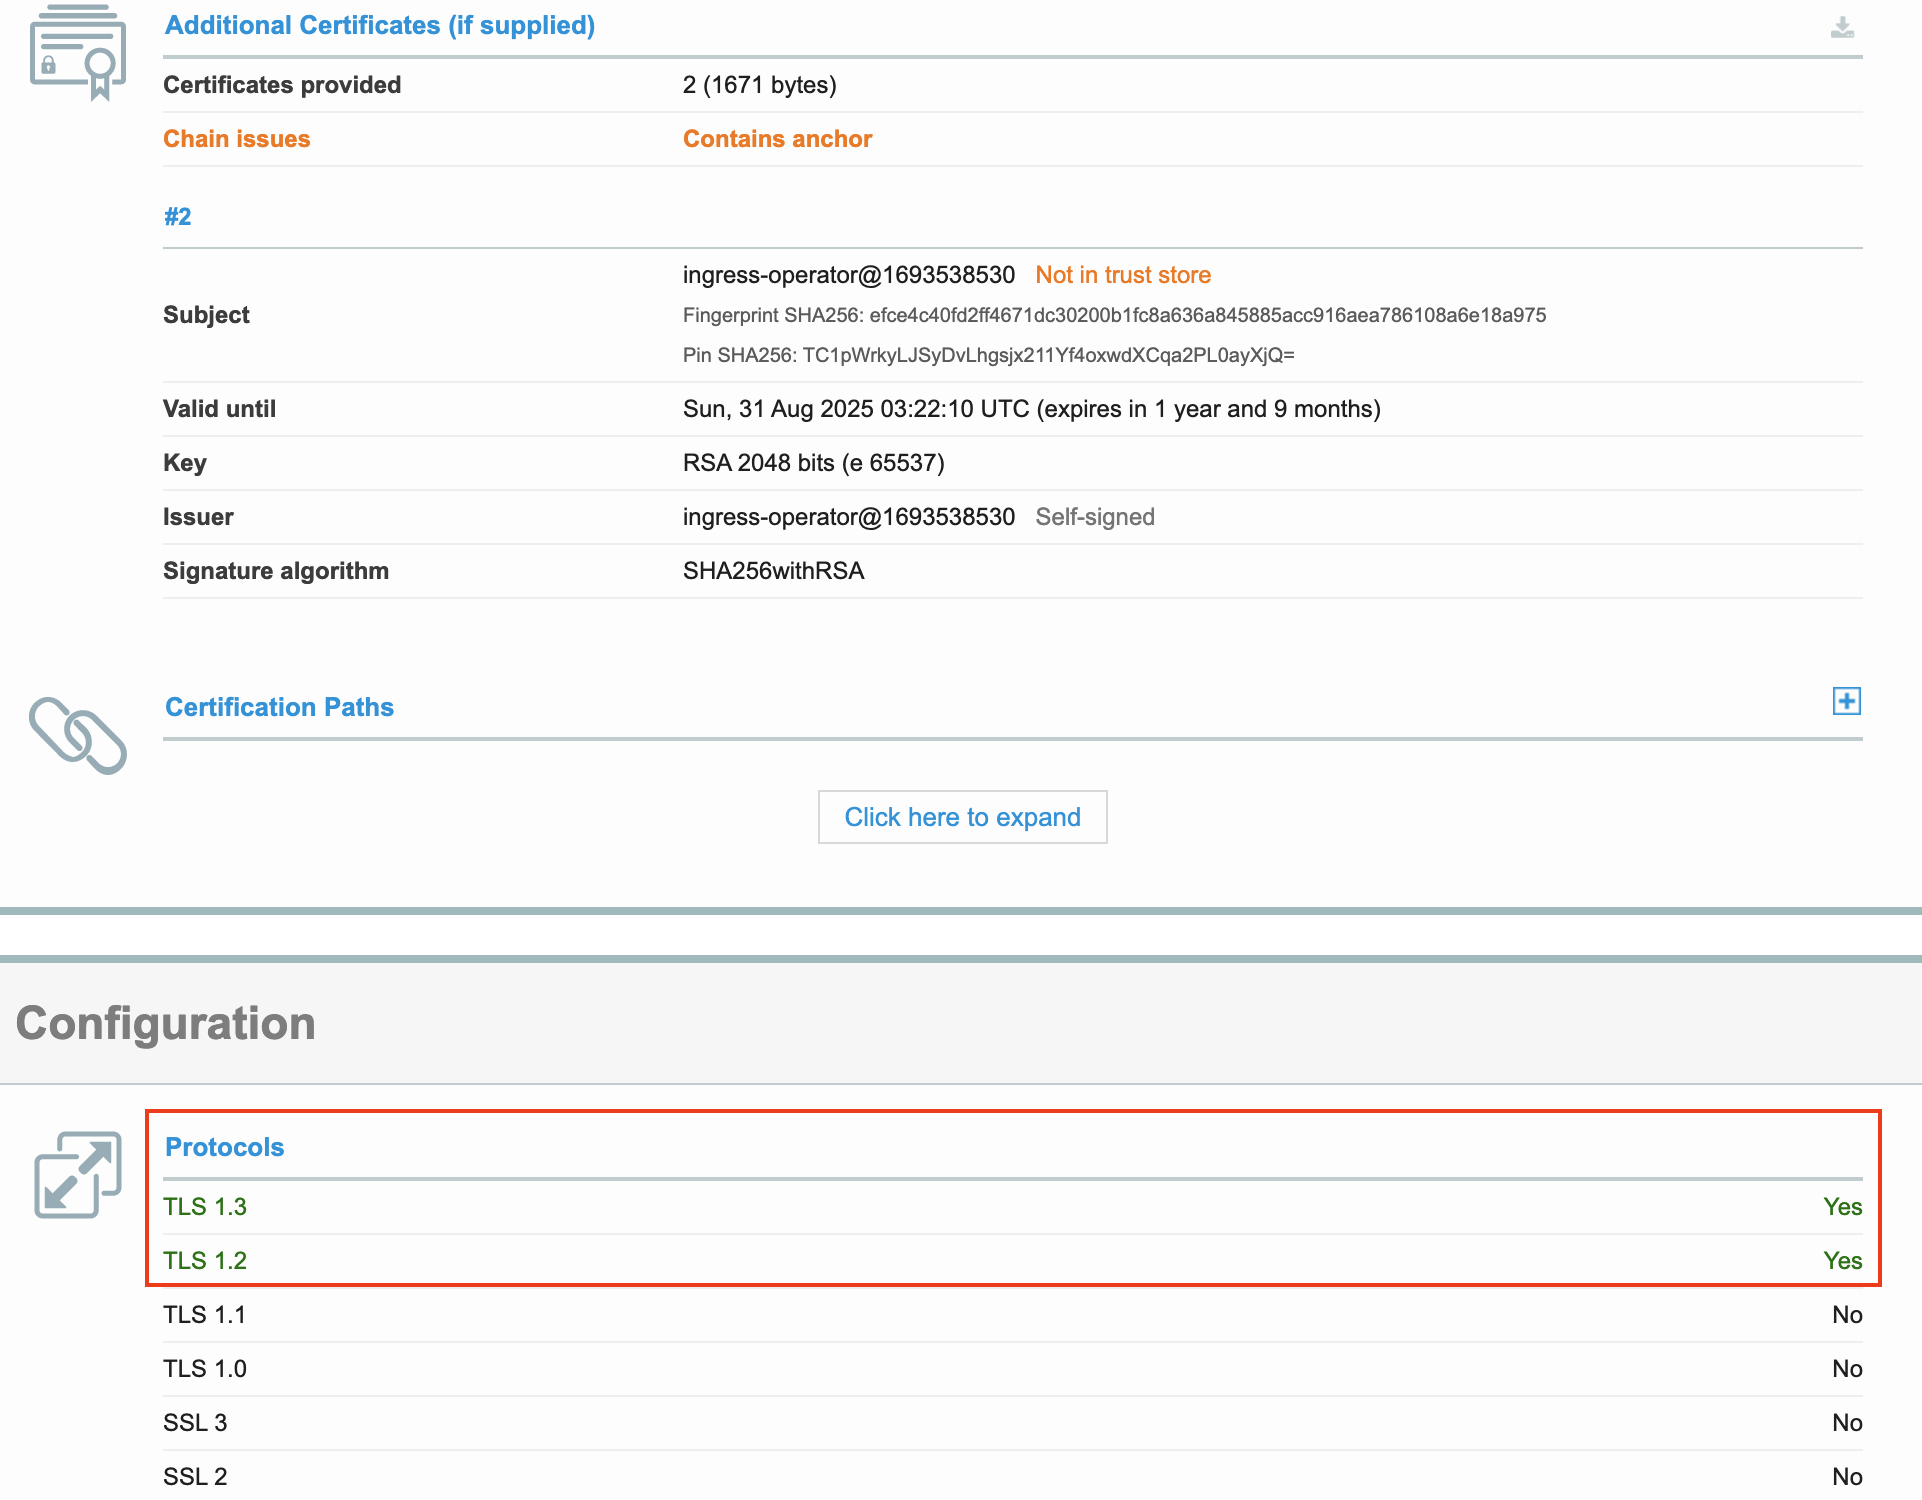 Additional Certificates (if supplied)
Certificates provided 2 (1671 bytes)
Chain issues Contains anchor
#2
Subject ingress-operator@1693538530 Not in trust store
Fingerprint SHA256: efce4c40fd2ff4671dc30200b1fc8a636a845885acc916aea786108a6e18a975
Pin SHA256: TC1pWrkyLJSyDvLhgsjx211Yf4oxwdXCqa2PL0ayXjQ=
Valid until Sun, 31 Aug 2025 03:22:10 UTC (expires in 1 year and 9 months)
Key RSA 2048 bits (e 65537)
Issuer ingress-operator@1693538530 Self-signed
Signature algorithm SHA256withRSA
Certification Paths
Click here to expand
Configuration
Protocols
TLS 1.3 Yes
TLS 1.2 Yes
TLS 1.1 No
TLS 1.0 No
SSL 3 No
SSL 2 No